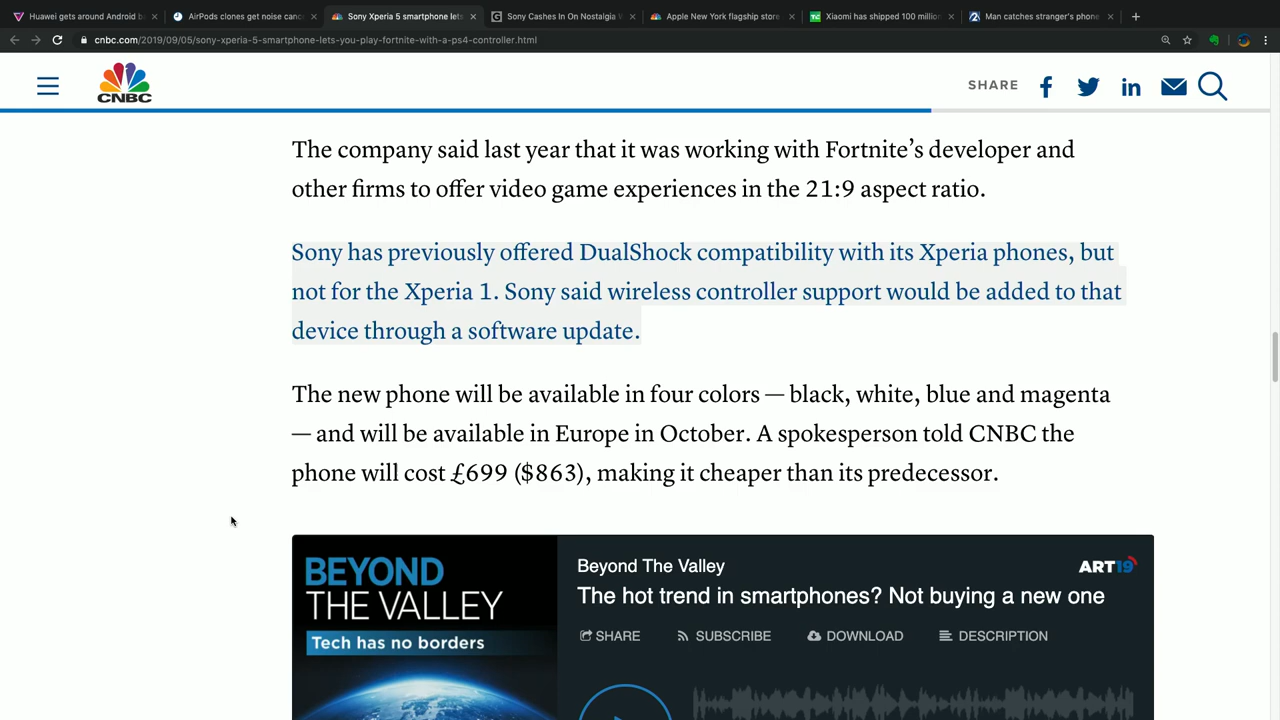 Huawei gets around Android ba
AirPods clones get noise canc
Sony Xperia 5 smartphone lets
Sony Cashes In On Nostalgia W
Apple New York flagship store
Xiaomi has shipped 100 million
Man catches stranger's phone
cnbc.com/2019/09/05/sony-xperia-5-smartphone-lets-you-play-fortnite-with-a-ps4-controller.html
CNBC
SHARE
The company said last year that it was working with Fortnite's developer and
other firms to offer video game experiences in the 21:9 aspect ratio.
Sony has previously offered DualShock compatibility with its Xperia phones, but
not for the Xperia 1. Sony said wireless controller support would be added to that
device through a software update.
The new phone will be available in four colors — black, white, blue and magenta
— and will be available in Europe in October. A spokesperson told CNBC the
phone will cost £699 ($863), making it cheaper than its predecessor.
BEYOND
THE VALLEY
Tech has no borders
Beyond The Valley
ART19
The hot trend in smartphones? Not buying a new one
SHARE
SUBSCRIBE
DOWNLOAD
DESCRIPTION